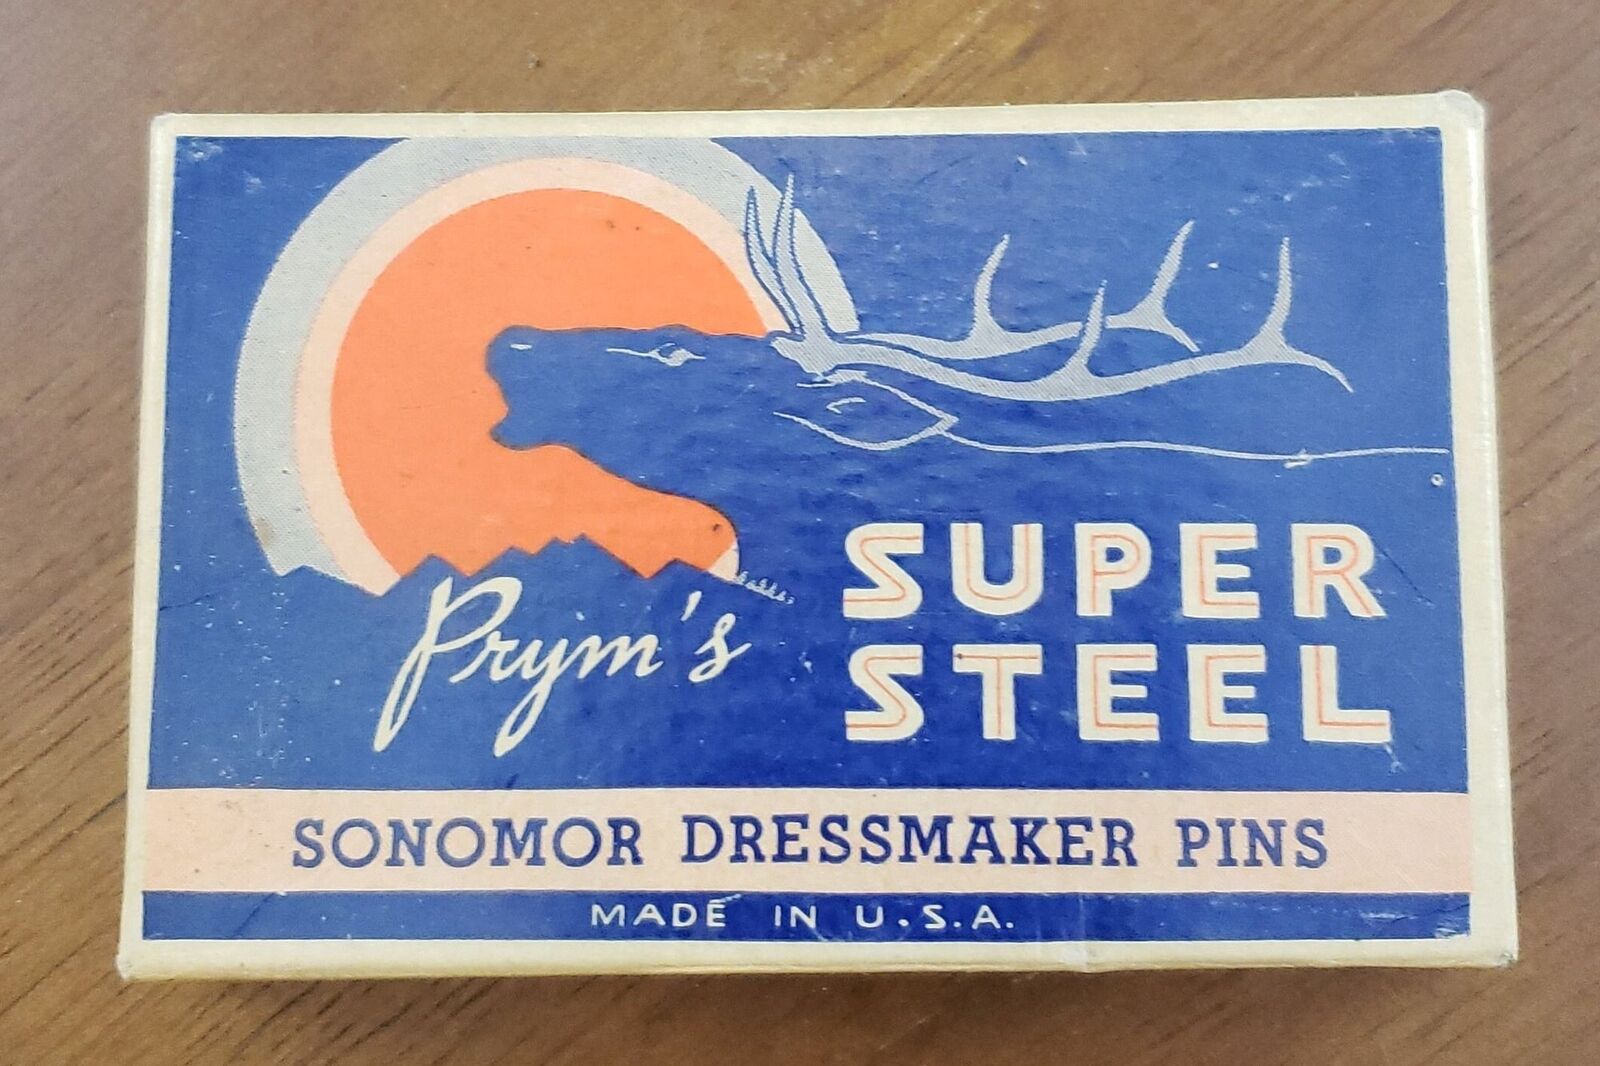 Prym's
SUPER
STEEL
SONOMOR DRESSMAKER PINS
MADE IN U.S.A.